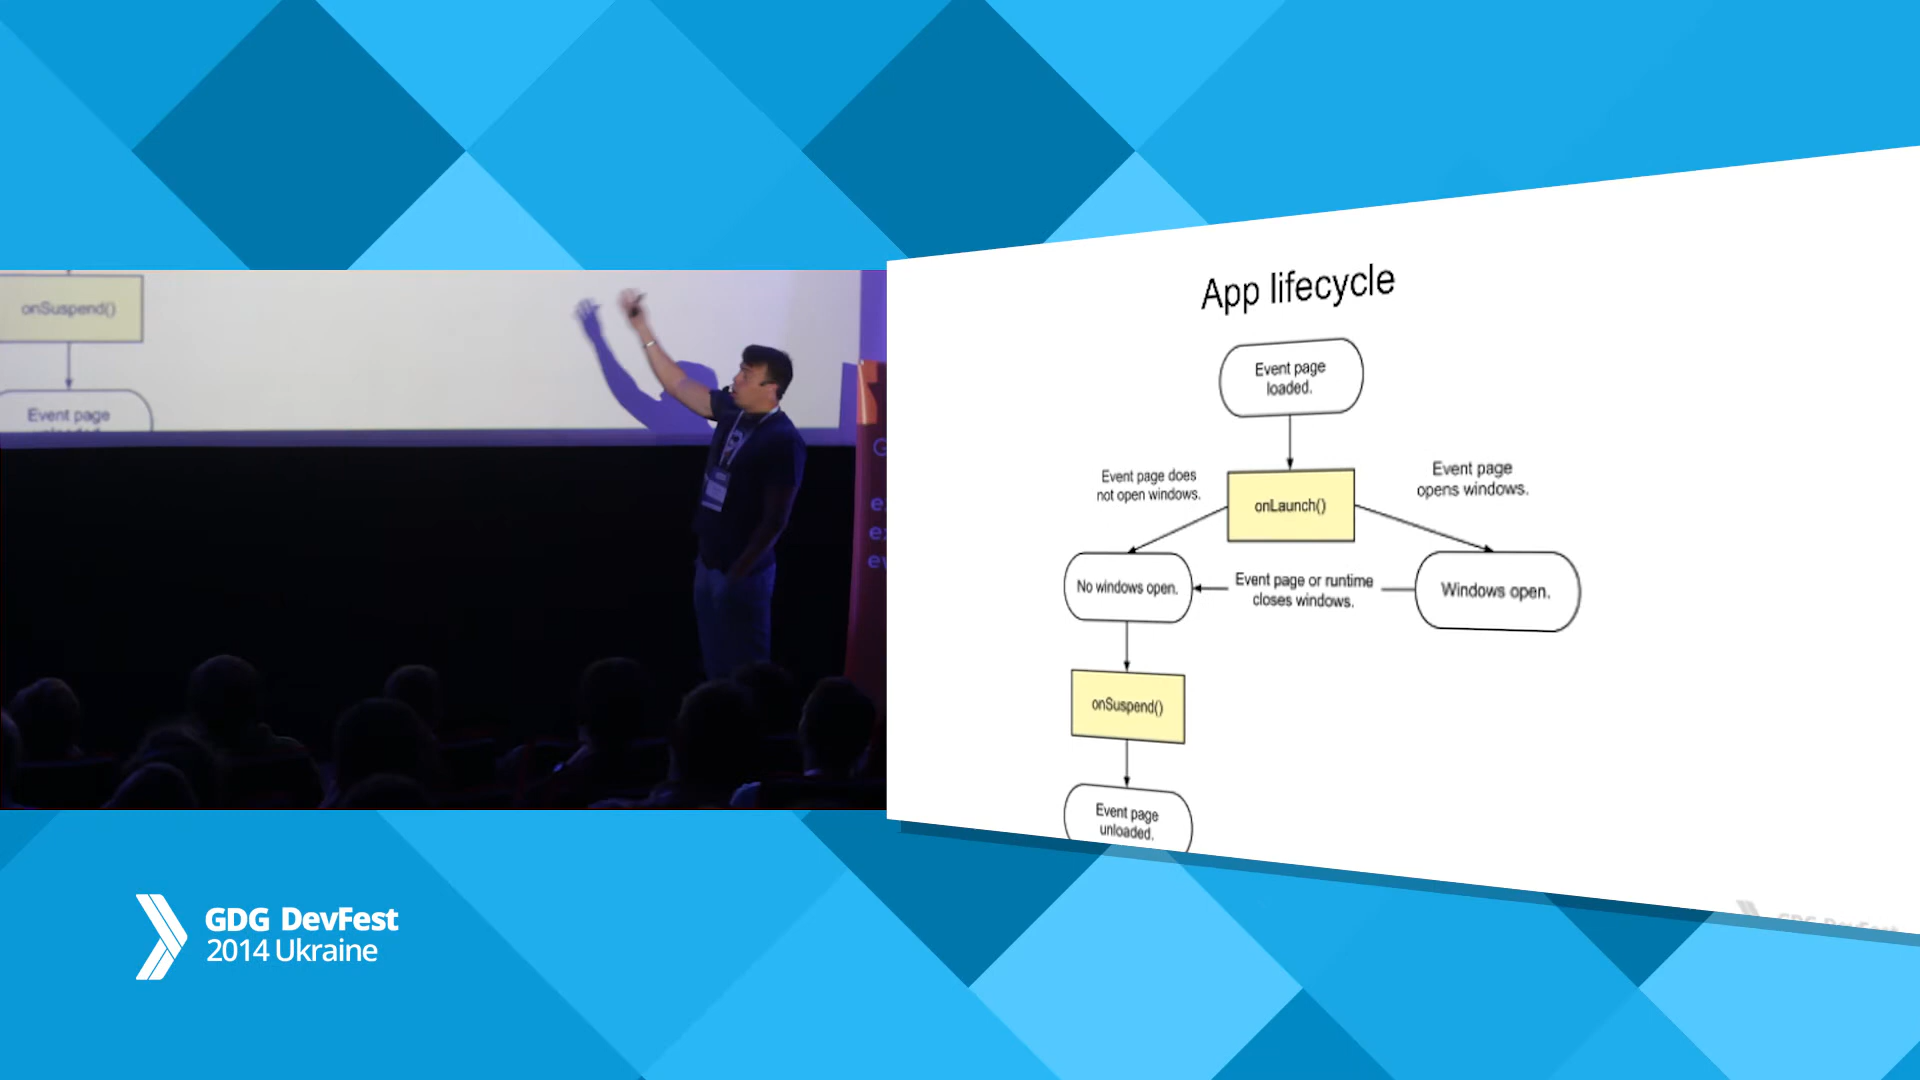 onSuspend()
Event page
App lifecycle
Event page
loaded.
Event page does
not open windows.
onLaunch()
Event page
opens windows.
No windows open.
Event page or runtime
closes windows.
Windows open.
onSuspend()
Event page
unloaded.
GDG DevFest
2014 Ukraine